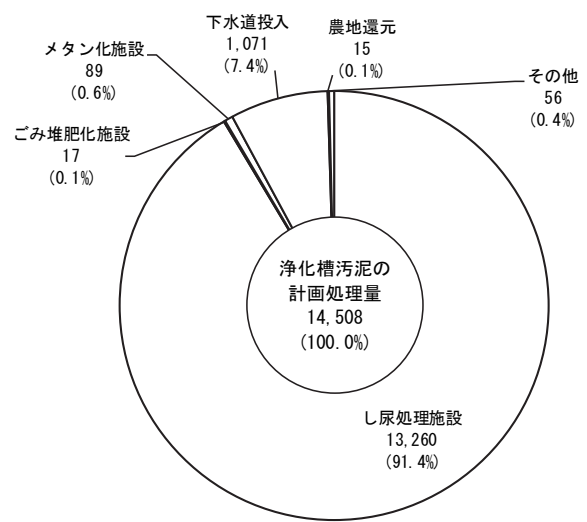 下水道投入
1,071
(7.4%)
農地還元
15
(0.1%)
メタン化施設
89
(0.6%)
その他
56
(0.4%)
ごみ堆肥化施設
17
(0.1%)
浄化槽汚泥の
計画処理量
14,508
(100.0%)
し尿処理施設
13,260
(91.4%)